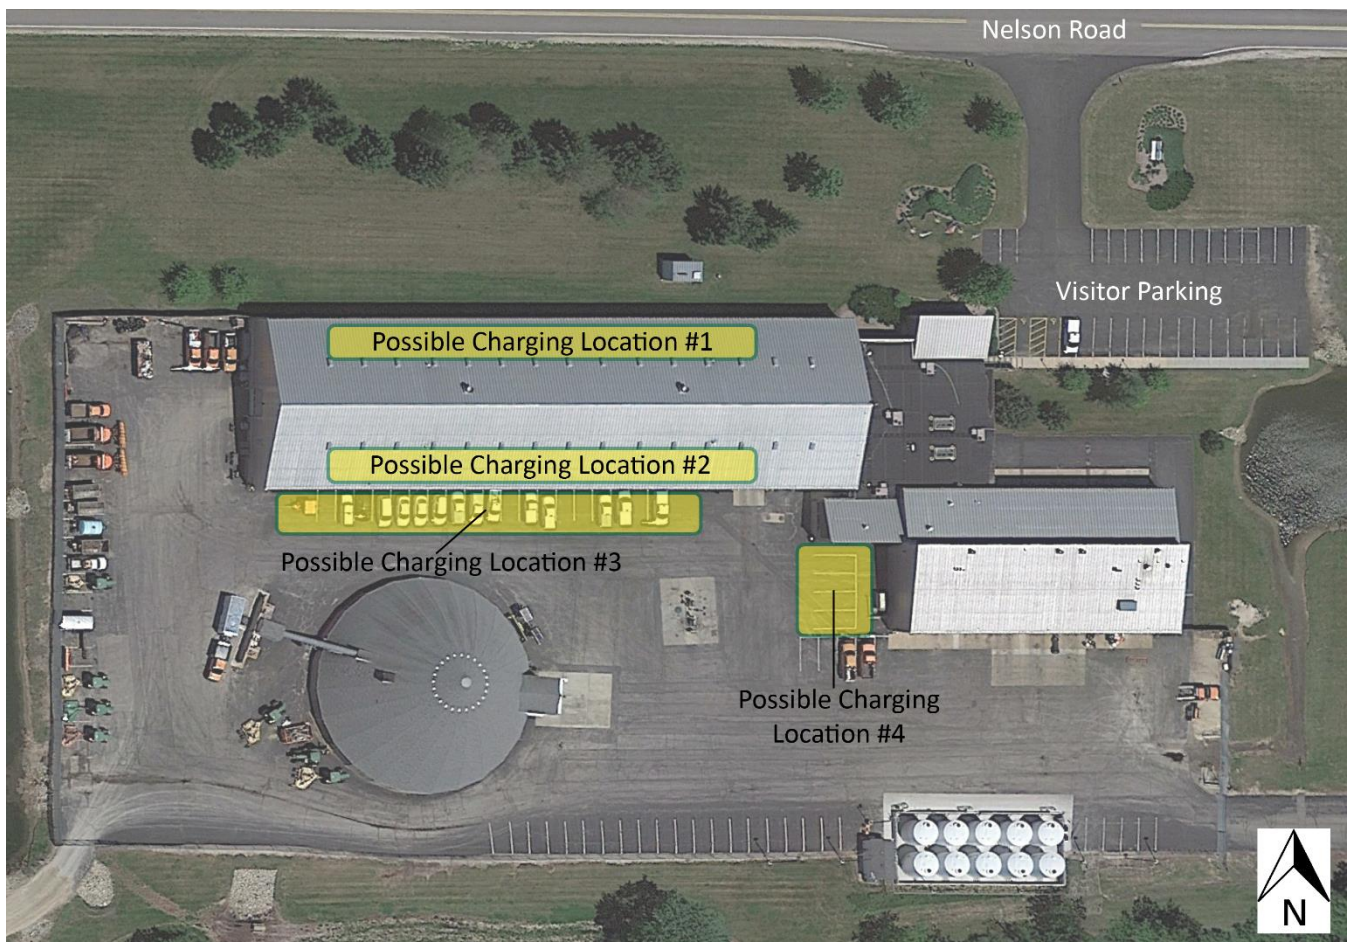 Nelson Road
Visitor Parking
Possible Charging Location #1
Possible Charging Location #2
Possible Charging Location #3
Possible Charging
Location #4
N